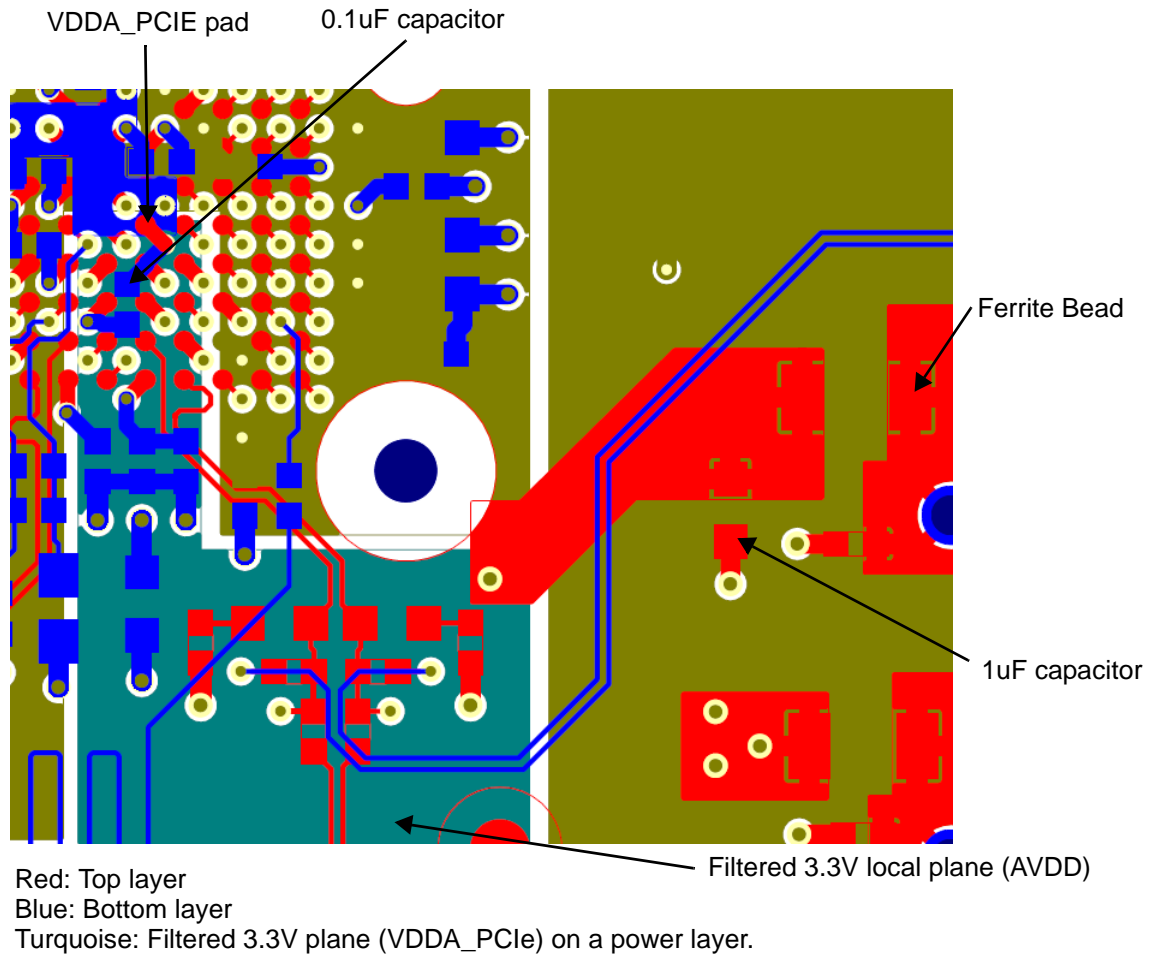 VDDA_PCIE pad
0.1uF capacitor
Ferrite Bead
1uF capacitor
Filtered 3.3V local plane (AVDD)
Red: Top layer
Blue: Bottom layer
Turquoise: Filtered 3.3V plane (VDDA_PCIe) on a power layer.